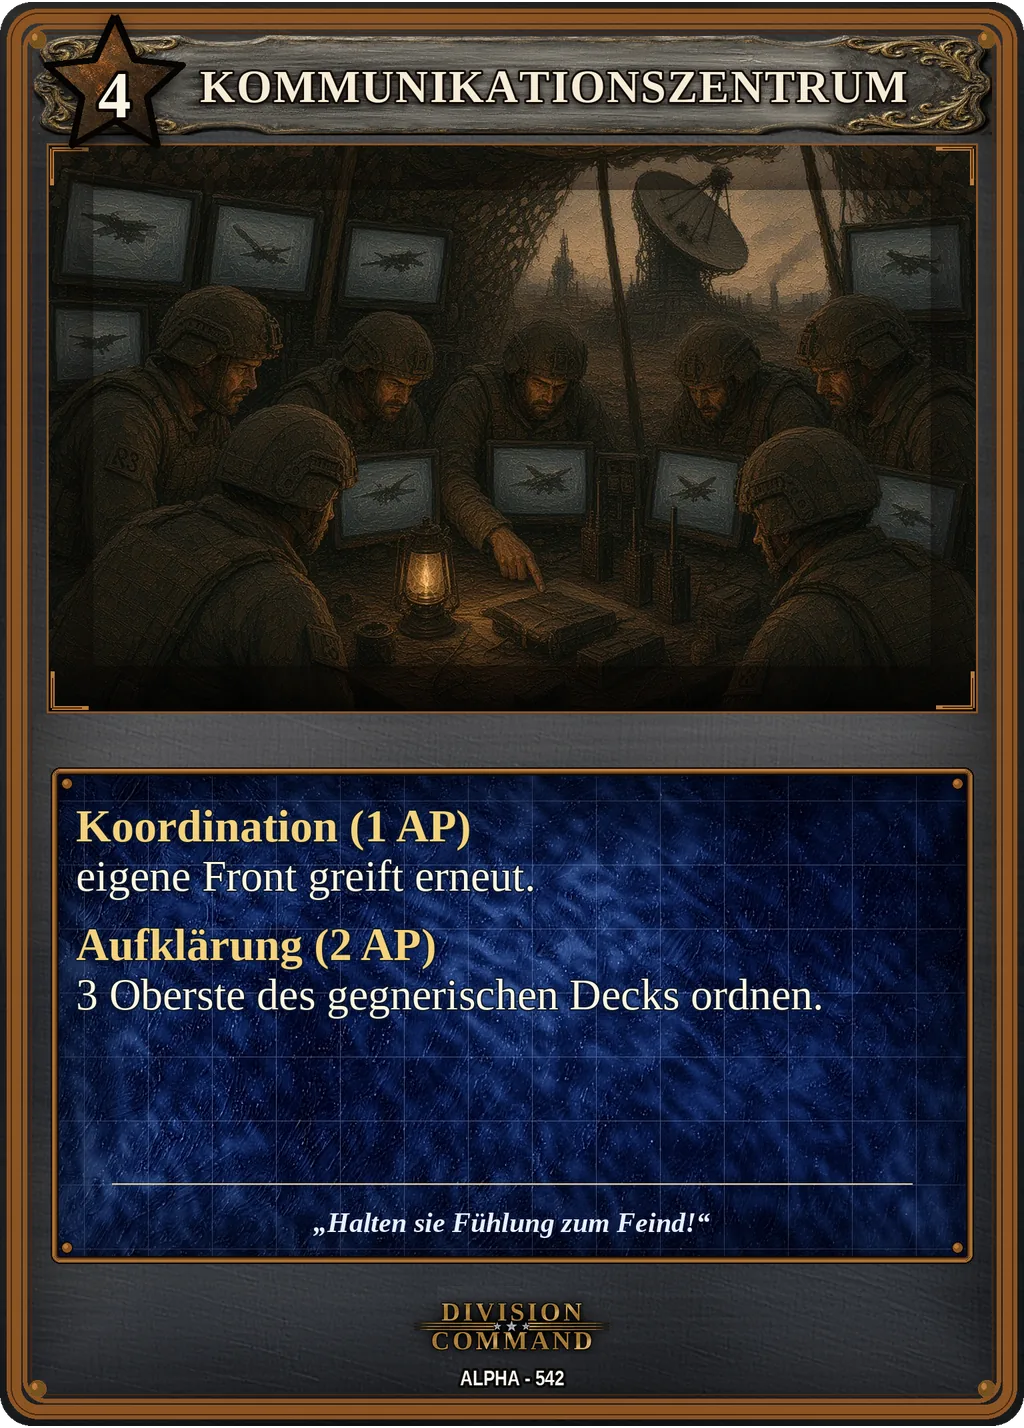 4
KOMMUNIKATIONSZENTRUM
R3
Koordination (1 AP)
eigene Front greift erneut.
Aufklärung (2 AP)
3 Oberste des gegnerischen Decks ordnen.
„Halten sie Fühlung zum Feind!“
DIVISION
COMMAND
ALPHA - 542